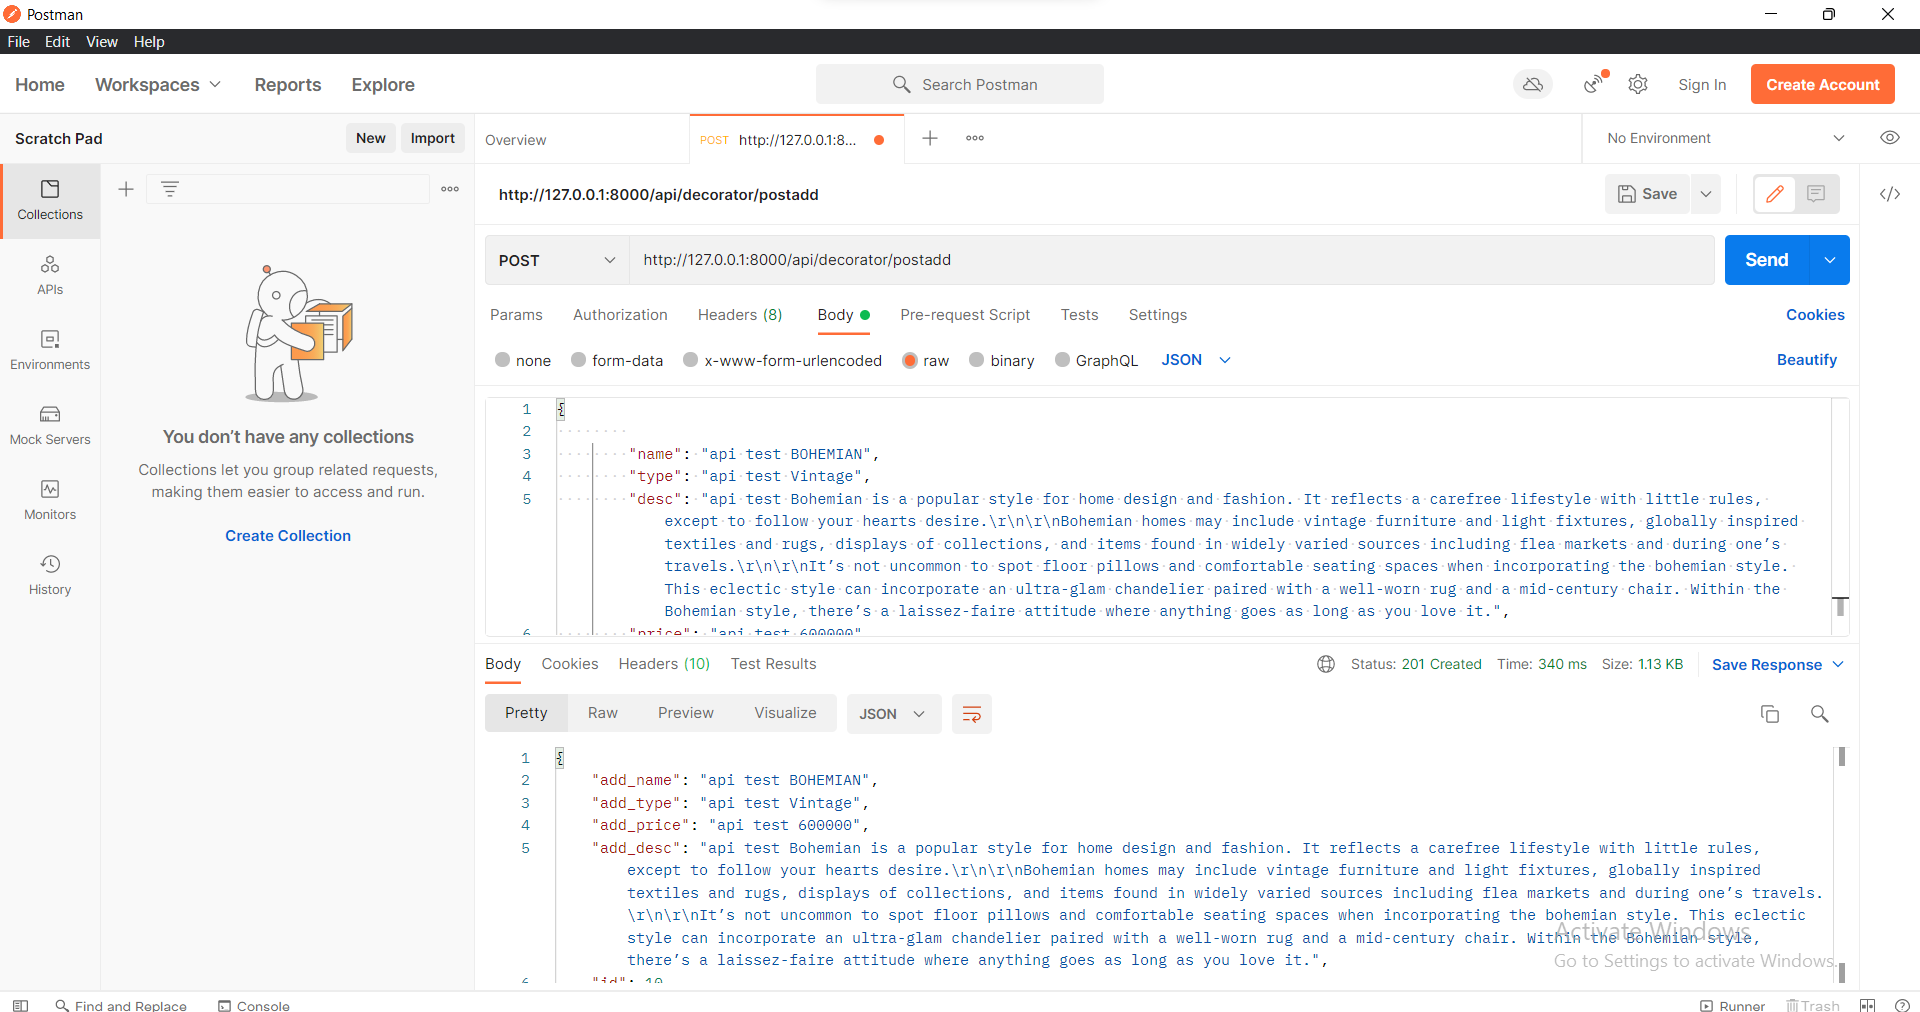 Postman
File Edit View Help
Home Workspaces Reports Explore Search Postman Sign In Create Account
Scratch Pad New Import Overview POST http://127.0.0.1:8... No Environment
Collections
APIs
Environments
Mock Servers
Monitors
History
You don't have any collections
Collections let you group related requests,
making them easier to access and run.
Create Collection
http://127.0.0.1:8000/api/decorator/postadd Save
POST http://127.0.0.1:8000/api/decorator/postadd Send
Params Authorization Headers (8) Body Pre-request Script Tests Settings Cookies
none form-data x-www-form-urlencoded raw binary GraphQL JSON Beautify
1 {
2
3 "name": "api test BOHEMIAN",
4 "type": "api test Vintage",
5 "desc": "api test Bohemian is a popular style for home design and fashion. It reflects a carefree lifestyle with little rules,
except to follow your hearts desire.\r\n\r\nBohemian homes may include vintage furniture and light fixtures, globally inspired
textiles and rugs, displays of collections, and items found in widely varied sources including flea markets and during one’s
travels.\r\n\r\nIt’s not uncommon to spot floor pillows and comfortable seating spaces when incorporating the bohemian style.
This eclectic style can incorporate an ultra-glam chandelier paired with a well-worn rug and a mid-century chair. Within the
Bohemian style, there’s a laissez-faire attitude where anything goes as long as you love it.",
6 "price": "api test 600000"
Body Cookies Headers (10) Test Results Status: 201 Created Time: 340 ms Size: 1.13 KB Save Response
Pretty Raw Preview Visualize JSON
1 {
2 "add_name": "api test BOHEMIAN",
3 "add_type": "api test Vintage",
4 "add_price": "api test 600000",
5 "add_desc": "api test Bohemian is a popular style for home design and fashion. It reflects a carefree lifestyle with little rules,
except to follow your hearts desire.\r\n\r\nBohemian homes may include vintage furniture and light fixtures, globally inspired
textiles and rugs, displays of collections, and items found in widely varied sources including flea markets and during one’s travels.
\r\n\r\nIt’s not uncommon to spot floor pillows and comfortable seating spaces when incorporating the bohemian style. This eclectic
style can incorporate an ultra-glam chandelier paired with a well-worn rug and a mid-century chair. Within the Bohemian style,
there’s a laissez-faire attitude where anything goes as long as you love it.",
6 "id": 10
Activate Windows
Go to Settings to activate Windows.
Find and Replace Console Runner Trash